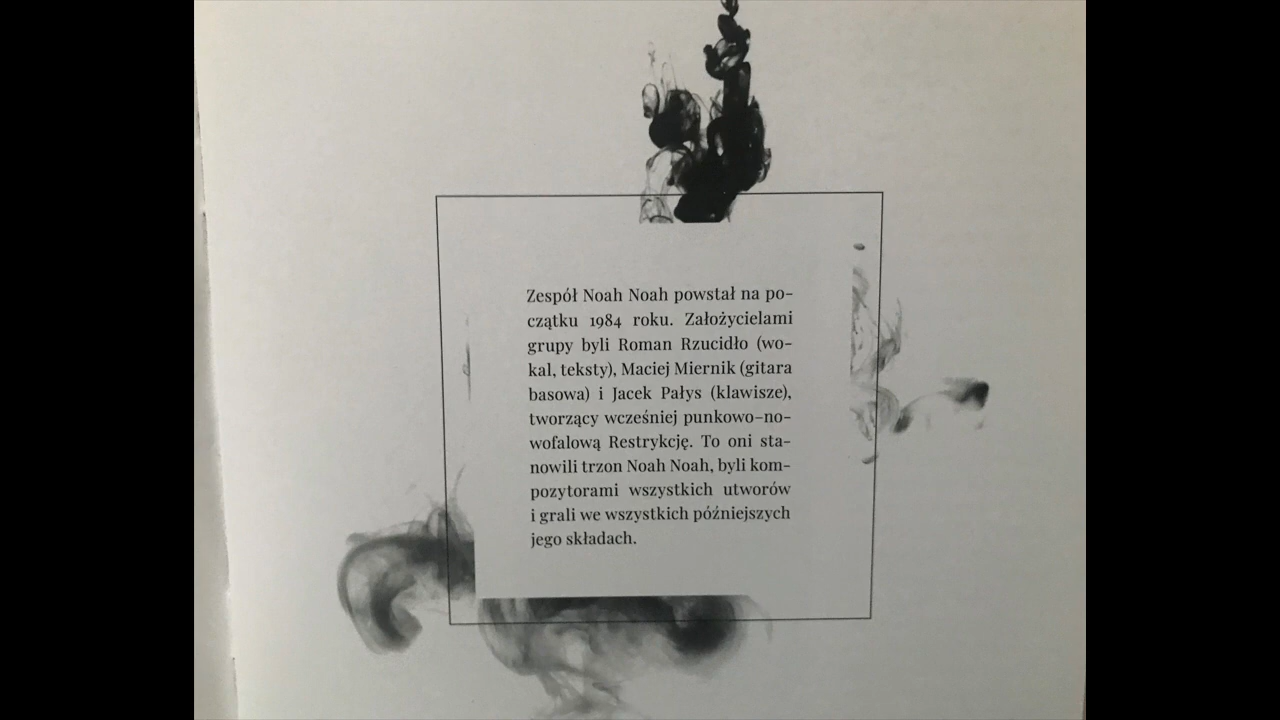 Zespół Noah Noah powstał na po-
czątku 1984 roku. Założycielami
grupy byli Roman Rzucidło (wo-
kal, teksty), Maciej Miernik (gitara
basowa) i Jacek Pałys (klawisze),
tworzący wcześniej punkowo-no-
wofalową Restrykcję. To oni sta-
nowili trzon Noah Noah, byli kom-
pozytorami wszystkich utworów
i grali we wszystkich późniejszych
jego składach.